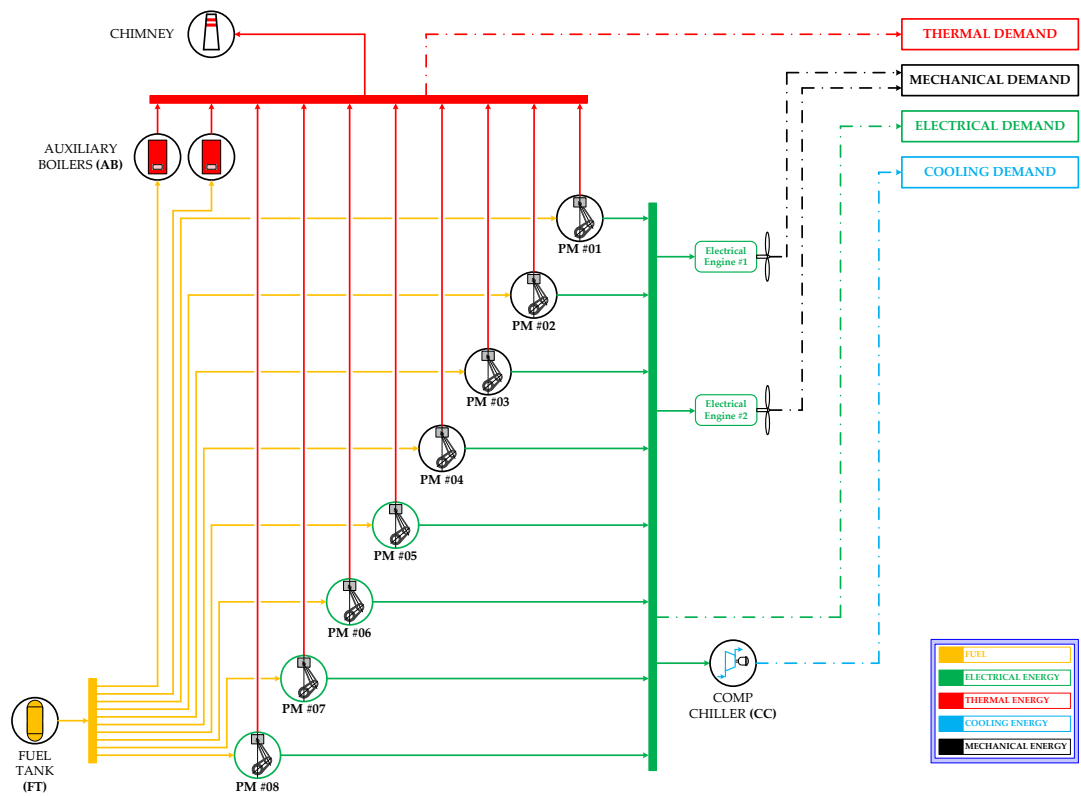 CHIMNEY
THERMAL DEMAND
MECHANICAL DEMAND
ELECTRICAL DEMAND
COOLING DEMAND
AUXILIARY
BOILERS (AB)
PM #01
Electrical
Engine #1
PM #02
PM #03
Electrical
Engine #2
PM #04
PM #05
PM #06
PM #07
COMP
CHILLER (CC)
FUEL
TANK
(FT)
PM #08
FUEL
ELECTRICAL ENERGY
THERMAL ENERGY
COOLING ENERGY
MECHANICAL ENERGY